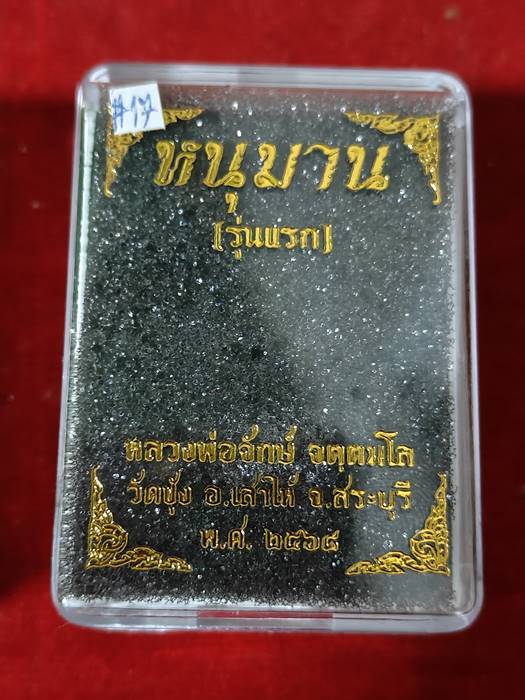 #17
หนุมาน
(รุ่นแรก)
หลวงพ่อจักษ์ จตฺตมโล
วัดชุ้ง อ.เสาไห้ จ.สระบุรี
พ.ศ. ๒๕๖๘